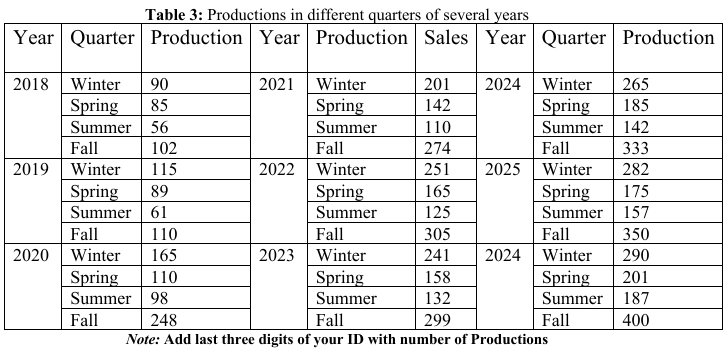 Table 3: Productions in different quarters of several years
Year Quarter Production Year Production Sales Year Quarter Production
2018 Winter 90 2021 Winter 201 2024 Winter 265
Spring 85 Spring 142 Spring 185
Summer 56 Summer 110 Summer 142
Fall 102 Fall 274 Fall 333
2019 Winter 115 2022 Winter 251 2025 Winter 282
Spring 89 Spring 165 Spring 175
Summer 61 Summer 125 Summer 157
Fall 110 Fall 305 Fall 350
2020 Winter 165 2023 Winter 241 2024 Winter 290
Spring 110 Spring 158 Spring 201
Summer 98 Summer 132 Summer 187
Fall 248 Fall 299 Fall 400
Note: Add last three digits of your ID with number of Productions